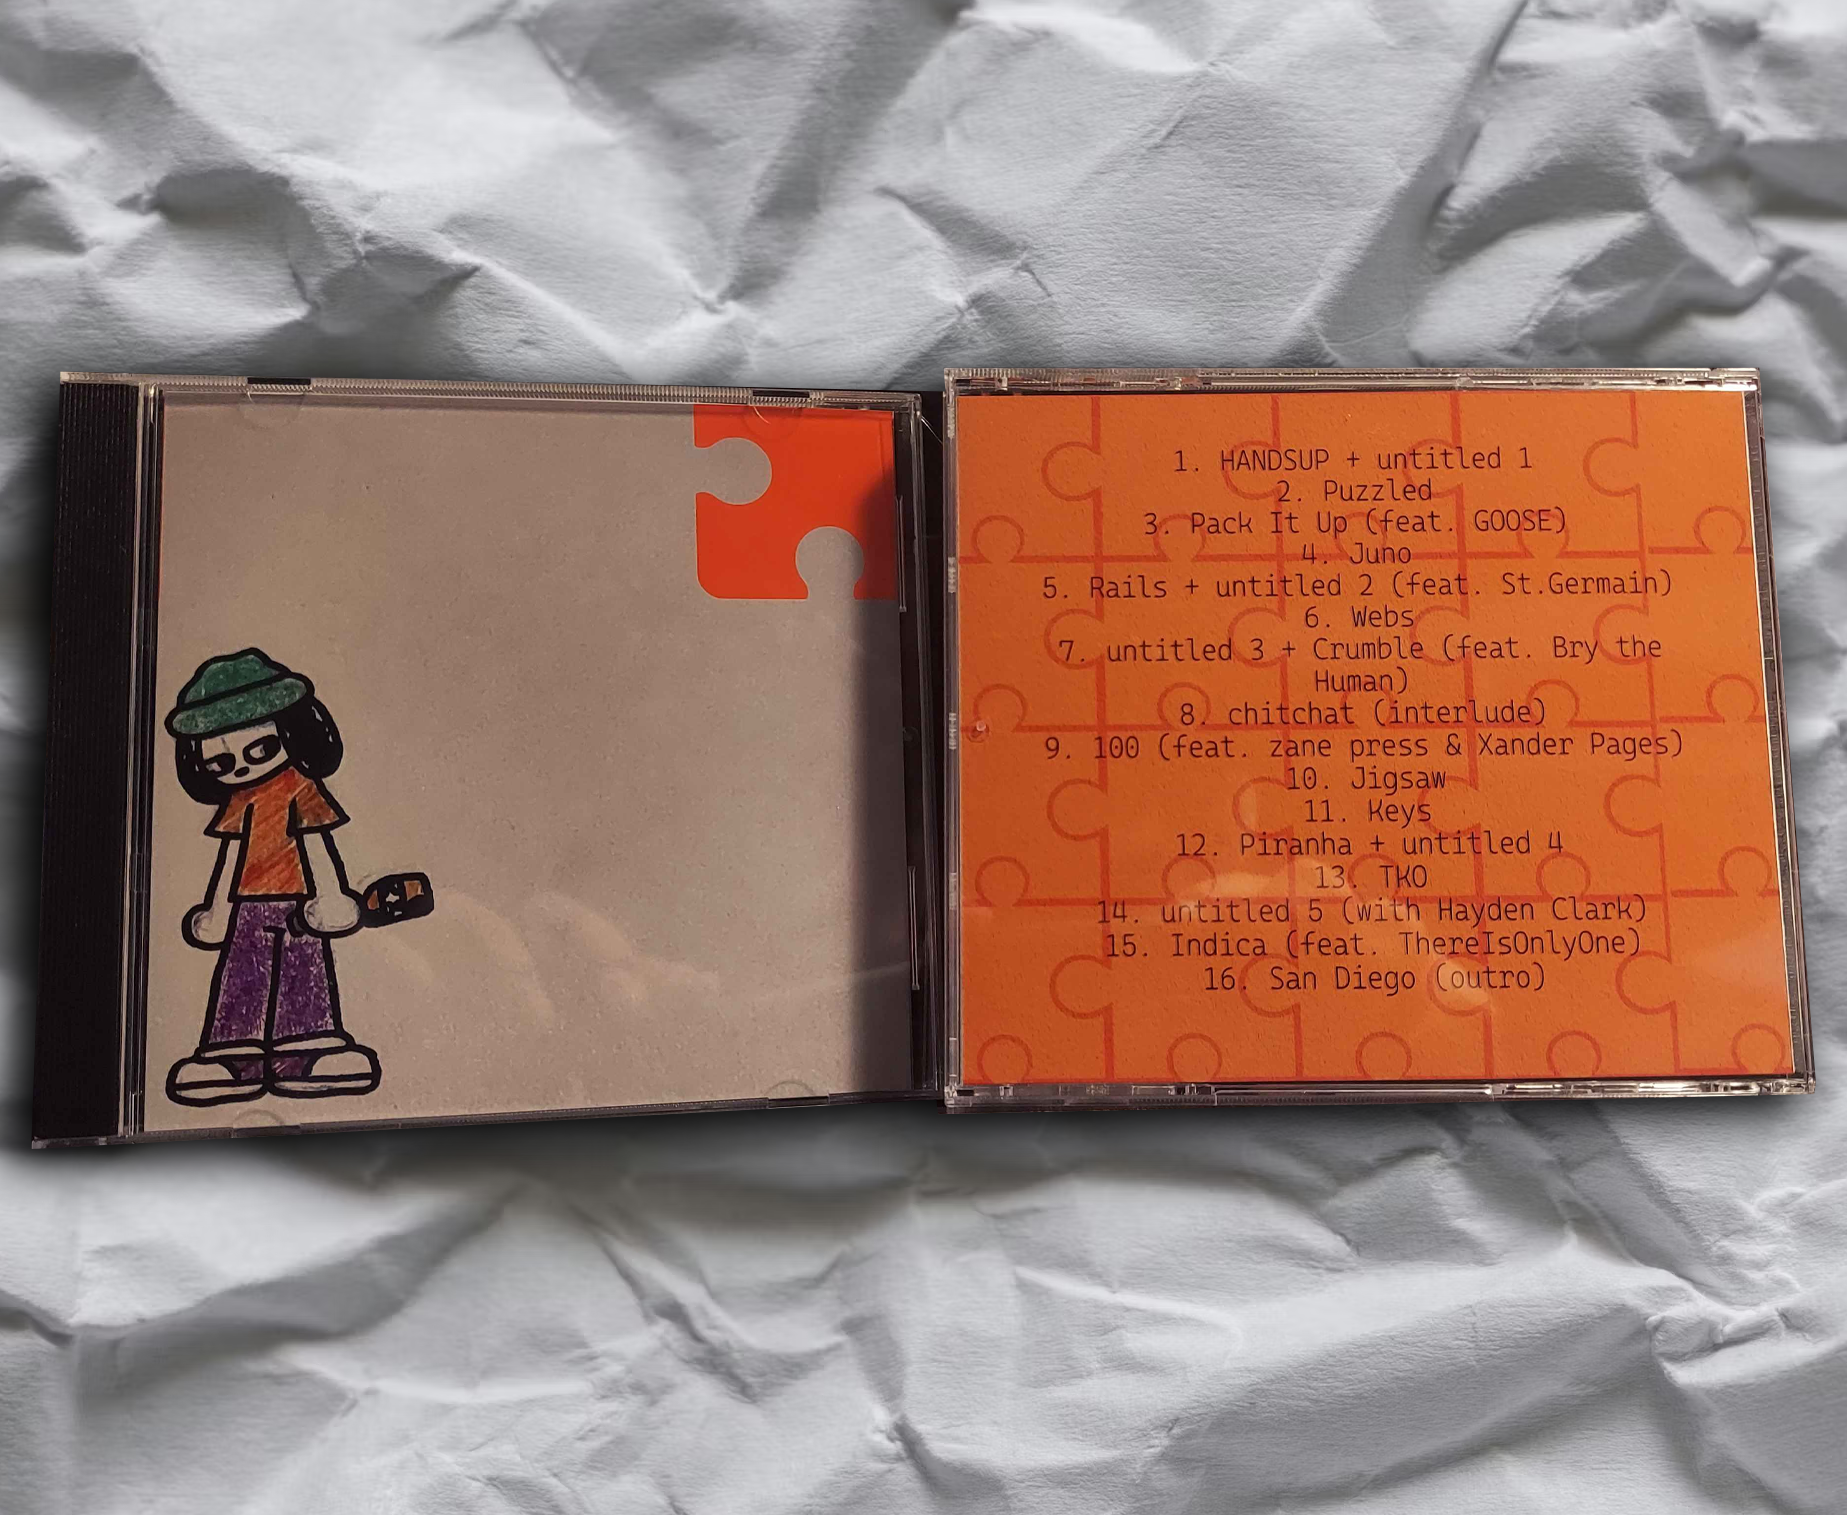 1. HANDSUP + untitled 1
2. Puzzled
3. Pack It Up (feat. GOOSE)
4. Juno
5. Rails + untitled 2 (feat. St.Germain)
6. Webs
7. untitled 3 + Crumble (feat. Bry the
Human)
8. chitchat (interlude)
9. 100 (feat. zane press & Xander Pages)
10. Jigsaw
11. Keys
12. Piranha + untitled 4
13. TKO
14. untitled 5 (with Hayden Clark)
15. Indica (feat. ThereIsOnlyOne)
16. San Diego (outro)